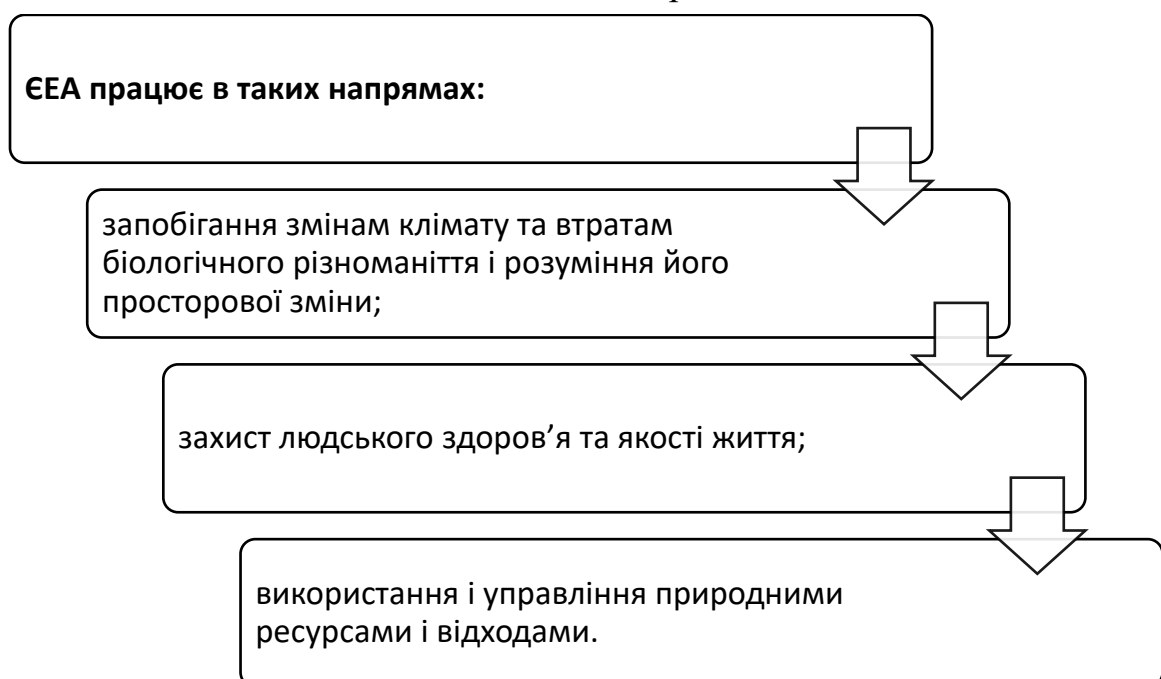 ЄЕА працює в таких напрямах:
запобігання змінам клімату та втратам
біологічного різноманіття і розуміння його
просторової зміни;
захист людського здоров’я та якості життя;
використання і управління природними
ресурсами і відходами.